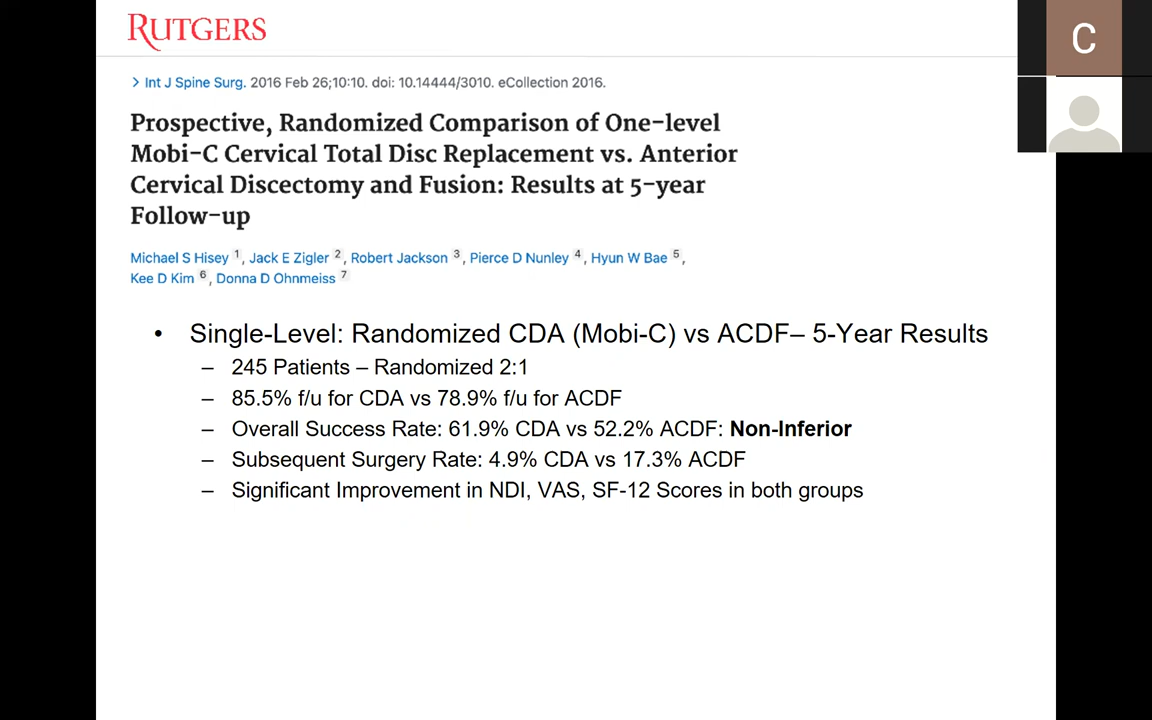 RUTGERS
> Int J Spine Surg. 2016 Feb 26;10:10. doi: 10.14444/3010. eCollection 2016.
Prospective, Randomized Comparison of One-level
Mobi-C Cervical Total Disc Replacement vs. Anterior
Cervical Discectomy and Fusion: Results at 5-year
Follow-up
Michael S Hisey 1, Jack E Zigler 2, Robert Jackson 3, Pierce D Nunley 4, Hyun W Bae 5,
Kee D Kim 6, Donna D Ohnmeiss 7
• Single-Level: Randomized CDA (Mobi-C) vs ACDF– 5-Year Results
– 245 Patients – Randomized 2:1
– 85.5% f/u for CDA vs 78.9% f/u for ACDF
– Overall Success Rate: 61.9% CDA vs 52.2% ACDF: Non-Inferior
– Subsequent Surgery Rate: 4.9% CDA vs 17.3% ACDF
– Significant Improvement in NDI, VAS, SF-12 Scores in both groups
C